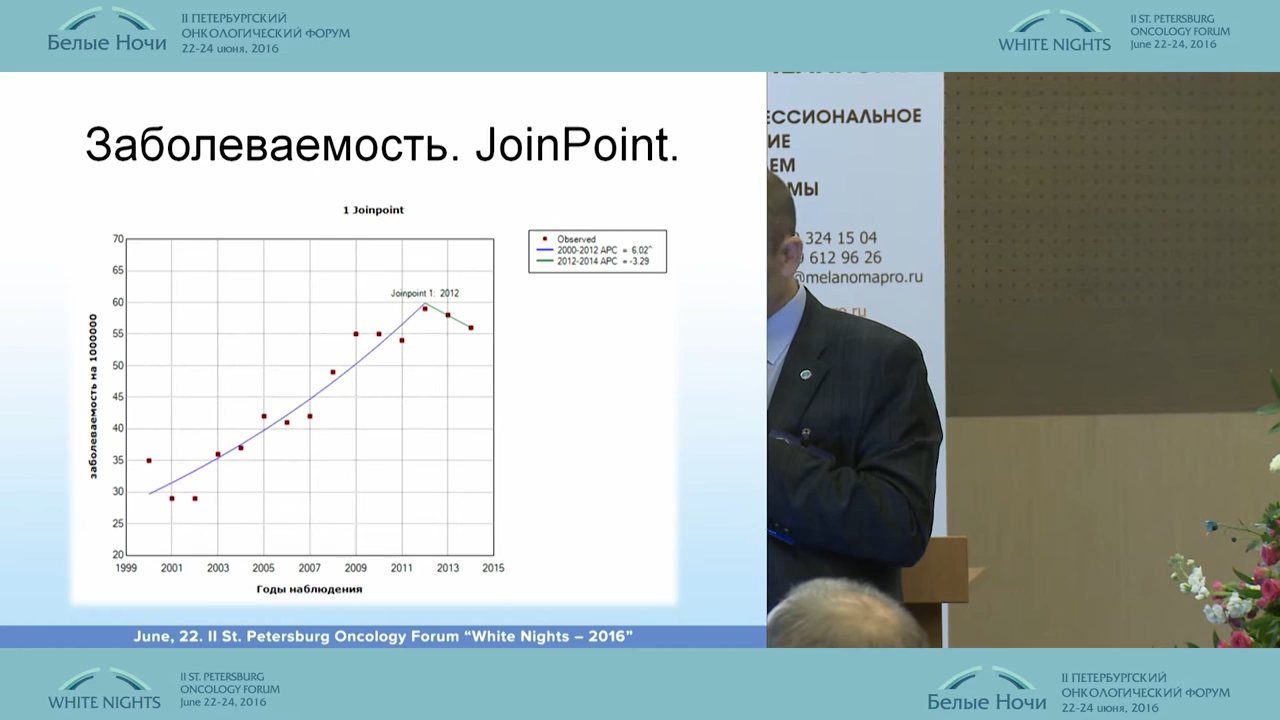 II ПЕТЕРБУРГСКИЙ
ОНКОЛОГИЧЕСКИЙ ФОРУМ
22-24 июня, 2016
Белые Ночи
II ST. PETERSBURG
ONCOLOGY FORUM
June 22-24, 2016
WHITE NIGHTS
Заболеваемость. JoinPoint.
1 Joinpoint
Observed
2000-2012 APC = 6.02^
2012-2014 APC = -3.29
Joinpoint 1: 2012
70
65
60
55
50
45
40
35
30
25
20
заболеваемость на 1000000
1999 2001 2003 2005 2007 2009 2011 2013 2015
Годы наблюдения
June, 22. II St. Petersburg Oncology Forum “White Nights – 2016”
ЕССИОНАЛЬНОЕ
ИЕ
ЕМ
МЫ
324 15 04
612 96 26
@melanomapro.ru
.ru
II ST. PETERSBURG
ONCOLOGY FORUM
June 22-24, 2016
WHITE NIGHTS
II ПЕТЕРБУРГСКИЙ
ОНКОЛОГИЧЕСКИЙ ФОРУМ
22-24 июня, 2016
Белые Ночи